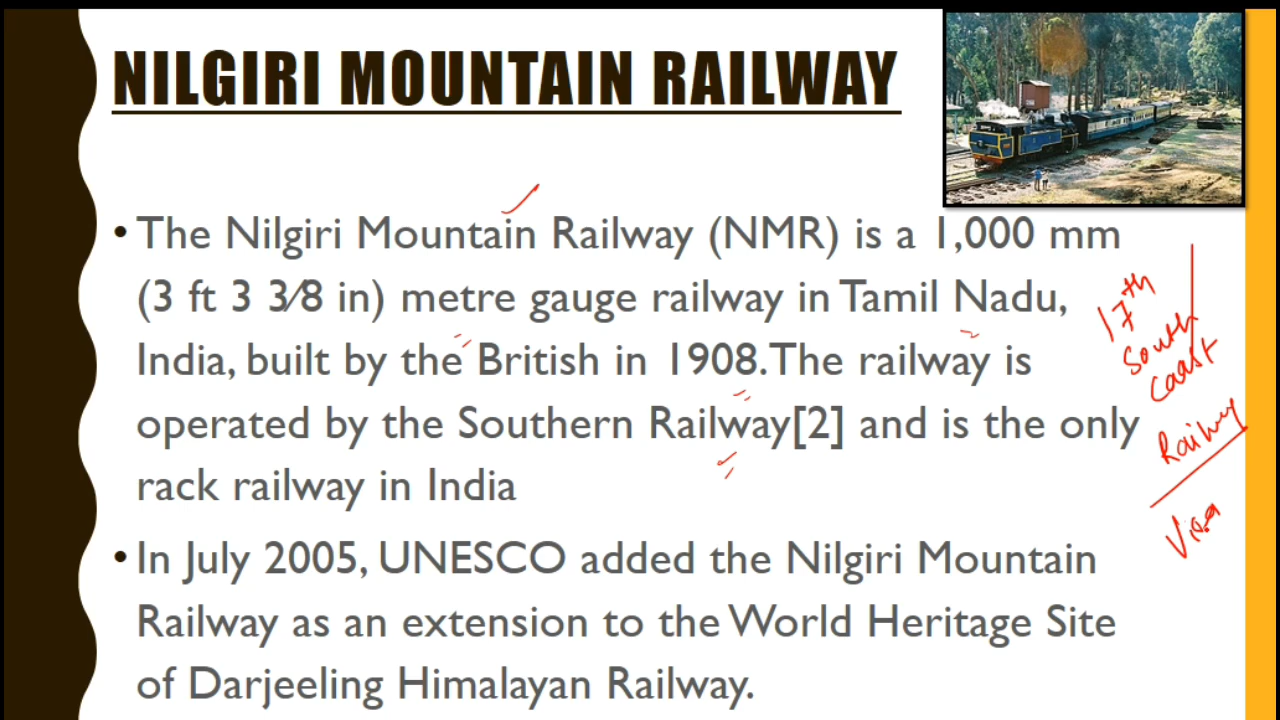 NILGIRI MOUNTAIN RAILWAY
• The Nilgiri Mountain Railway (NMR) is a 1,000 mm
(3 ft 3 3⁄8 in) metre gauge railway in Tamil Nadu,
India, built by the British in 1908. The railway is
operated by the Southern Railway[2] and is the only
rack railway in India
• In July 2005, UNESCO added the Nilgiri Mountain
Railway as an extension to the World Heritage Site
of Darjeeling Himalayan Railway.
17th
South
Coast
Railway